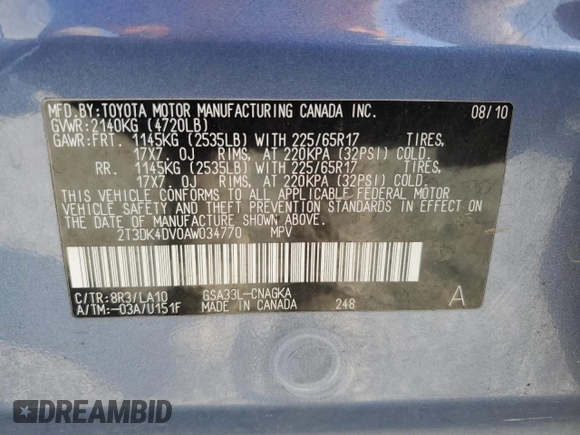 MFD.BY:TOYOTA MOTOR MANUFACTURING CANADA INC. 08/10
GVWR:2140KG (4720LB)
GAWR:FRT. 1145KG (2535LB) WITH 225/65R17 TIRES,
17X7. 0J RIMS, AT 220KPA (32PSI) COLD.
RR. 1145KG (2535LB) WITH 225/65R17 TIRES,
17X7. 0J RIMS, AT 220KPA (32PSI) COLD.
THIS VEHICLE CONFORMS TO ALL APPLICABLE FEDERAL MOTOR
VEHICLE SAFETY AND THEFT PREVENTION STANDARDS IN EFFECT
ON THE DATE OF MANUFACTURE SHOWN ABOVE.
2T3DK4DV0AW034770 MPV
C/TR:8R3/LA10 GSA33L-CNAGKA
A/TM:-03A/U151F MADE IN CANADA 248 A
DREAMBID